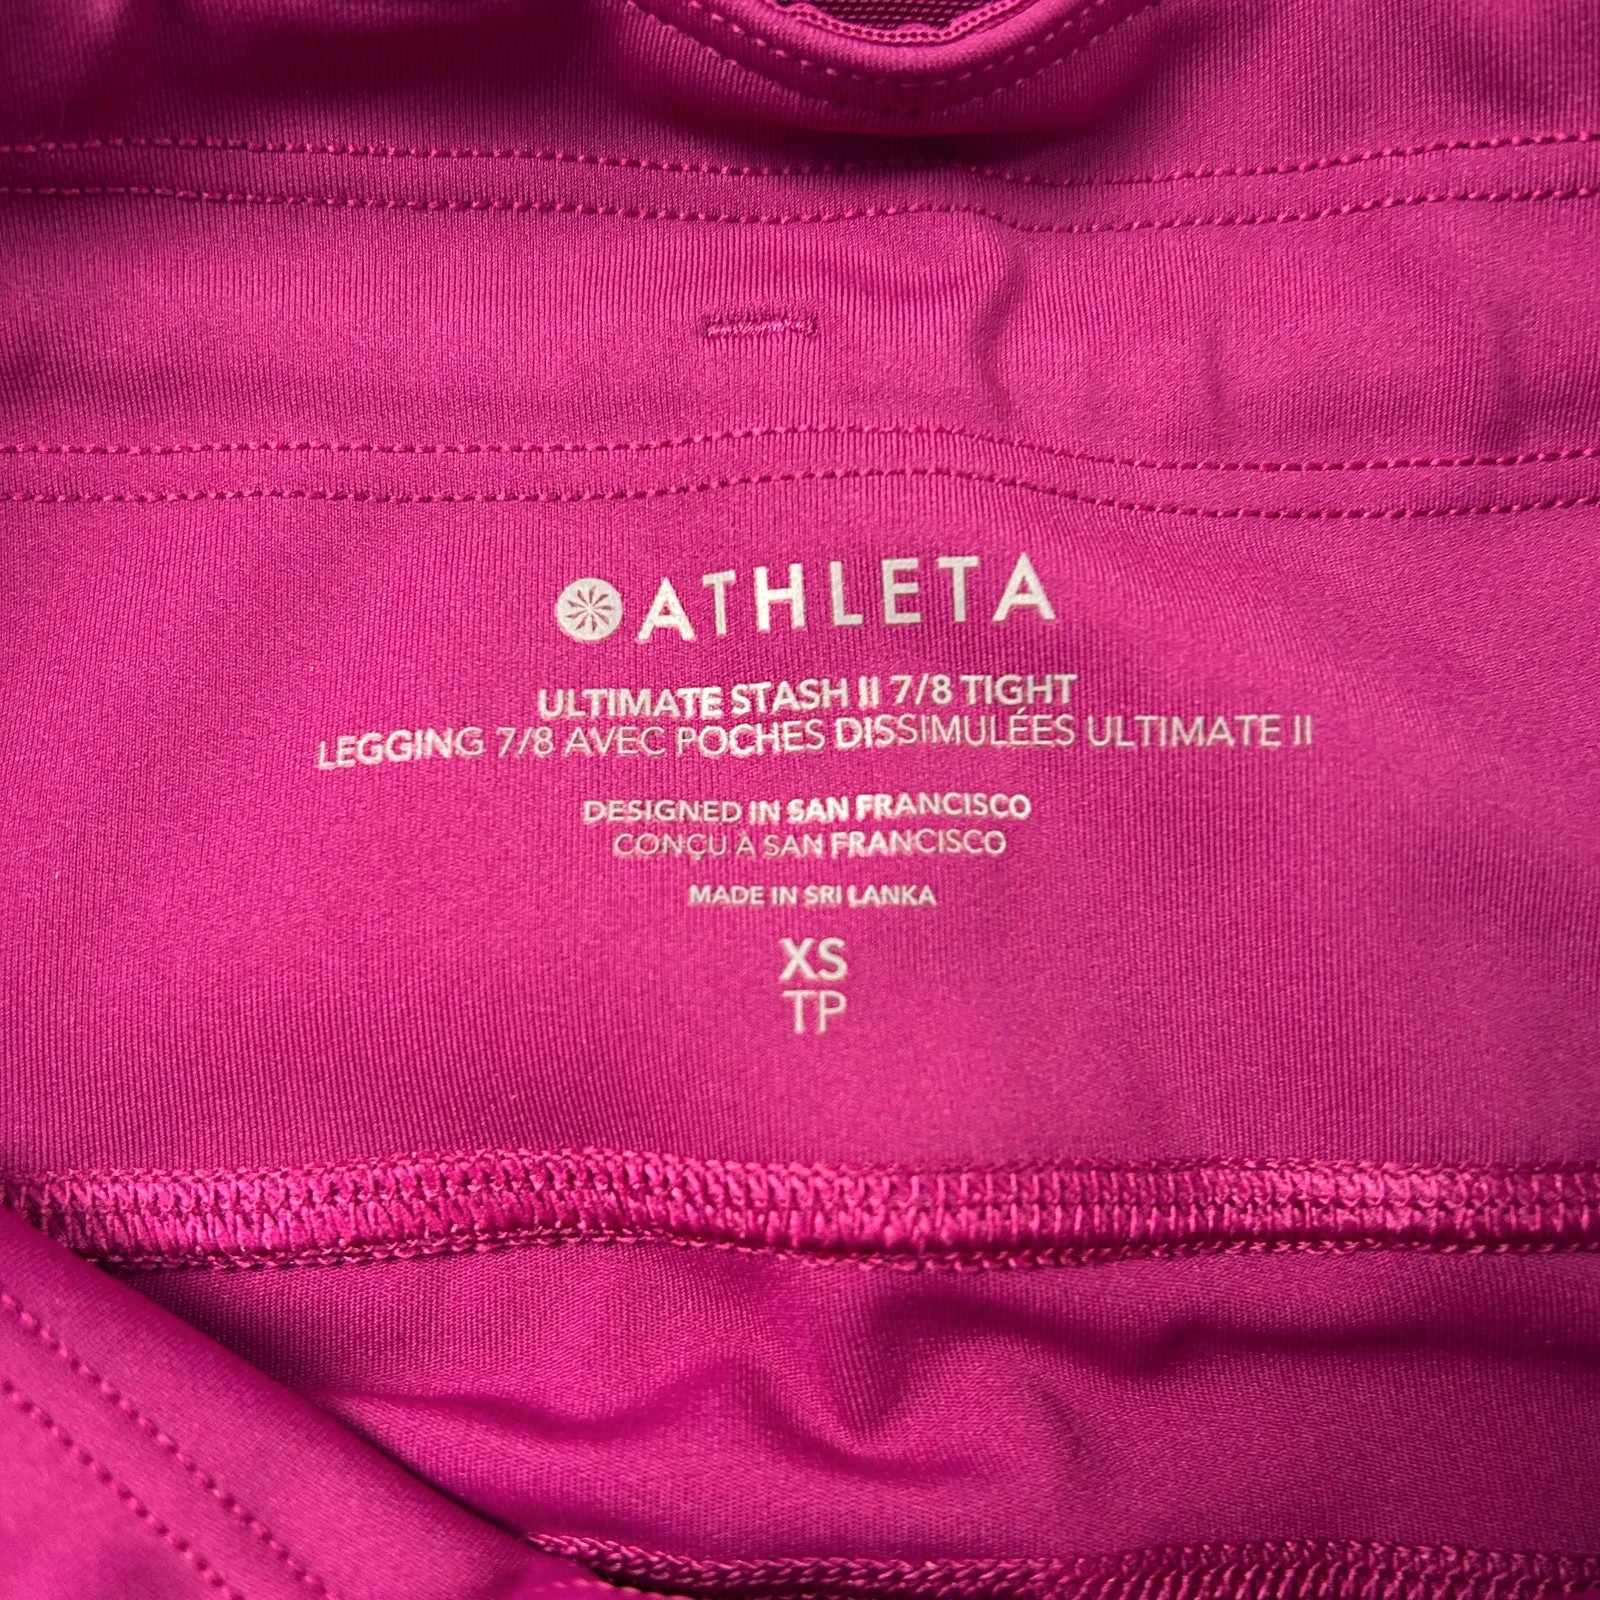 ATHLETA
ULTIMATE STASH II 7/8 TIGHT
LEGGING 7/8 AVEC POCHES DISSIMULÉES ULTIMATE II
DESIGNED IN SAN FRANCISCO
CONÇU À SAN FRANCISCO
MADE IN SRI LANKA
XS
TP